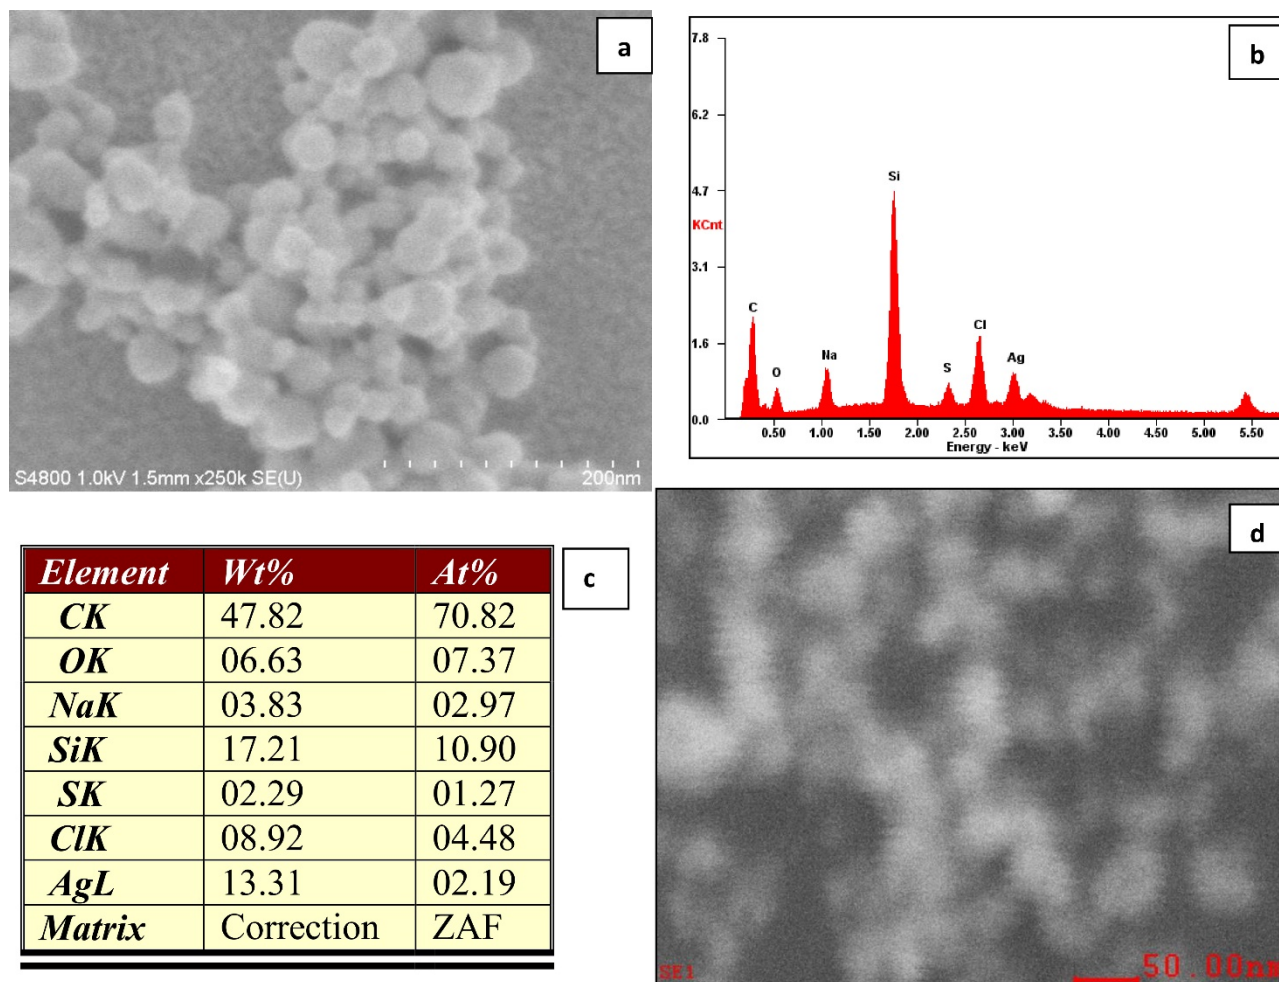 a
S4800 1.0kV 1.5mm x250k SE(U)
200nm
b
7.8
6.2
4.7
3.1
1.6
0.0
KCnt
C
O
Na
Si
S
Cl
Ag
0.50 1.00 1.50 2.00 2.50 3.00 3.50 4.00 4.50 5.00 5.50
Energy - keV
c
Element Wt% At%
CK 47.82 70.82
OK 06.63 07.37
NaK 03.83 02.97
SiK 17.21 10.90
SK 02.29 01.27
ClK 08.92 04.48
AgL 13.31 02.19
Matrix Correction ZAF
d
SE1
50.00nm